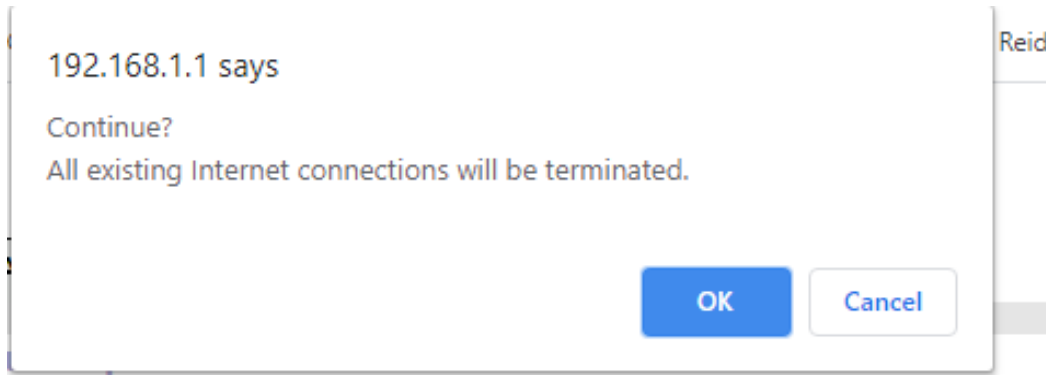 192.168.1.1 says
Reid
Continue?
All existing Internet connections will be terminated.
OK
Cancel